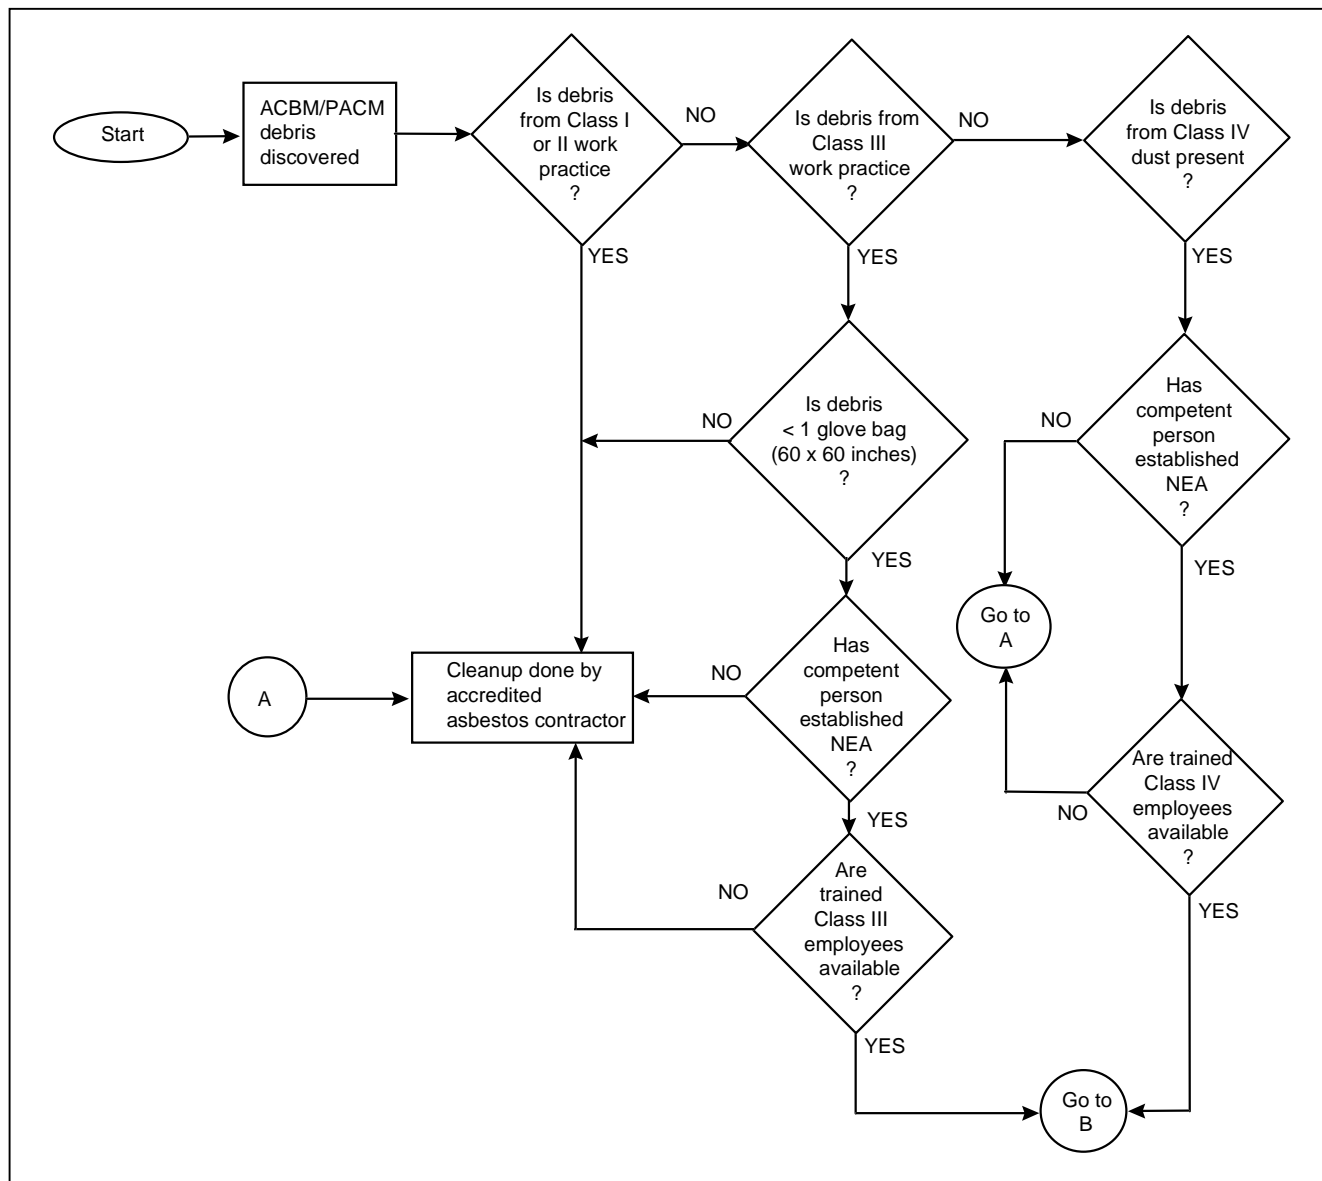 Start
ACBM/PACM
debris
discovered
Is debris
from Class I
or II work
practice
?
NO
Is debris from
Class III
work practice
?
NO
Is debris
from Class IV
dust present
?
YES
YES
YES
NO
Is debris
< 1 glove bag
(60 x 60 inches)
?
NO
Has
competent
person
established
NEA
?
YES
YES
Go to
A
A
Cleanup done by
accredited
asbestos contractor
NO
Has
competent
person
established
NEA
?
Are trained
Class IV
employees
available
?
NO
YES
NO
Are
trained
Class III
employees
available
?
YES
YES
Go to
B